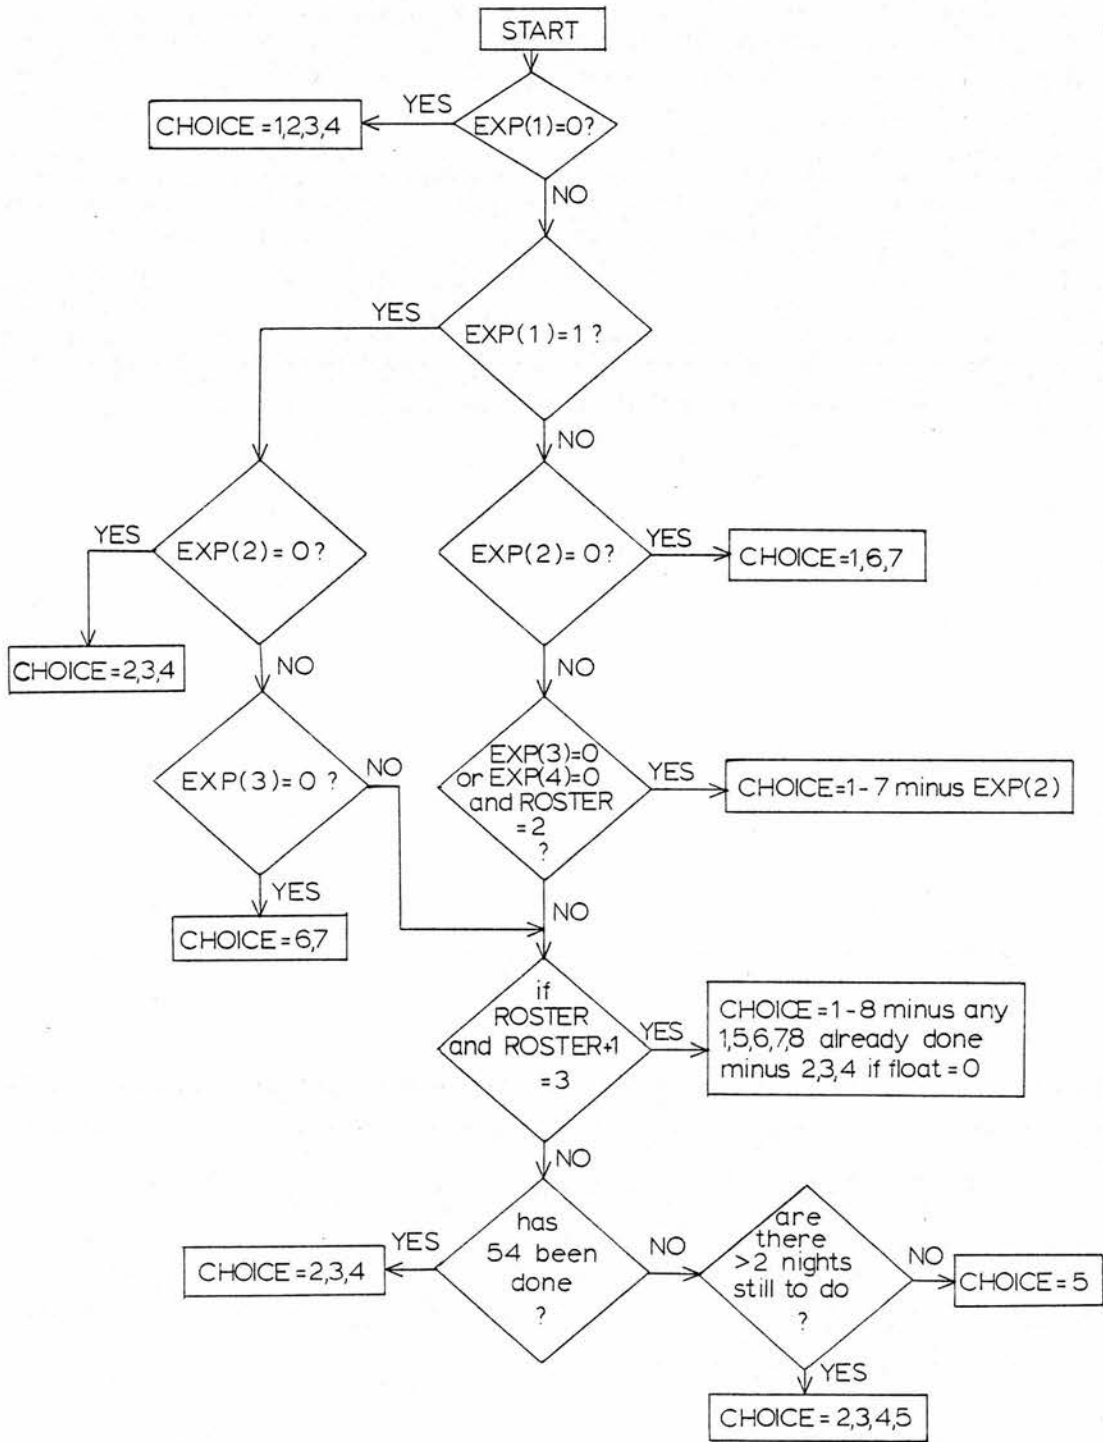 START
YES
EXP(1)=0?
CHOICE =1,2,3,4
NO
YES
EXP(1)=1?
NO
YES
EXP(2)=0?
EXP(2)=0?
YES
CHOICE=1,6,7
CHOICE=2,3,4
NO
NO
EXP(3)=0 ?
NO
EXP(3)=0
or EXP(4)=0
and ROSTER
=2
?
YES
CHOICE=1-7 minus EXP(2)
YES
NO
CHOICE=6,7
if
ROSTER
and ROSTER+1
=3
YES
CHOICE=1-8 minus any
1,5,6,7,8 already done
minus 2,3,4 if float=0
NO
has
54 been
done
?
YES
CHOICE=2,3,4
NO
are
there
>2 nights
still to do
?
NO
CHOICE=5
YES
CHOICE=2,3,4,5